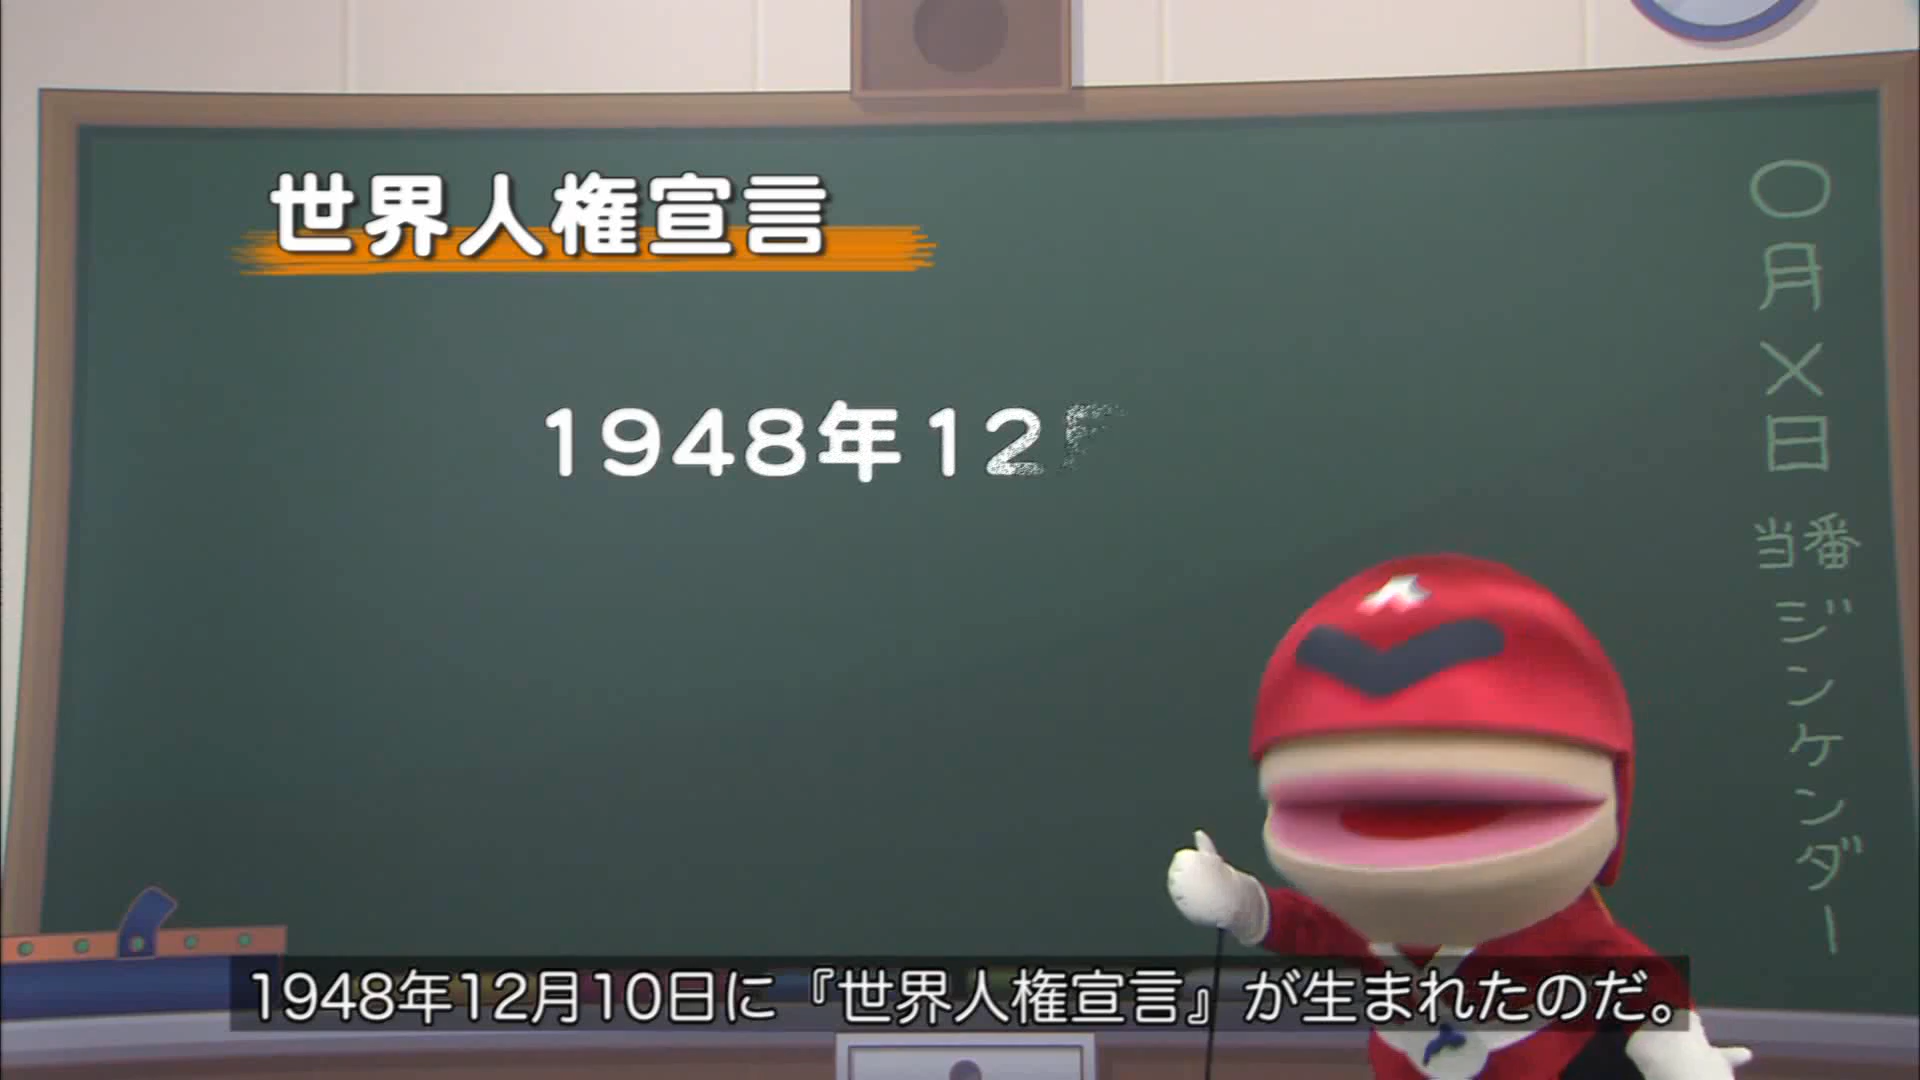 世界人権宣言
1948年12月
〇月×日
当番
ジンケンダー
1948年12月10日に『世界人権宣言』が生まれたのだ。